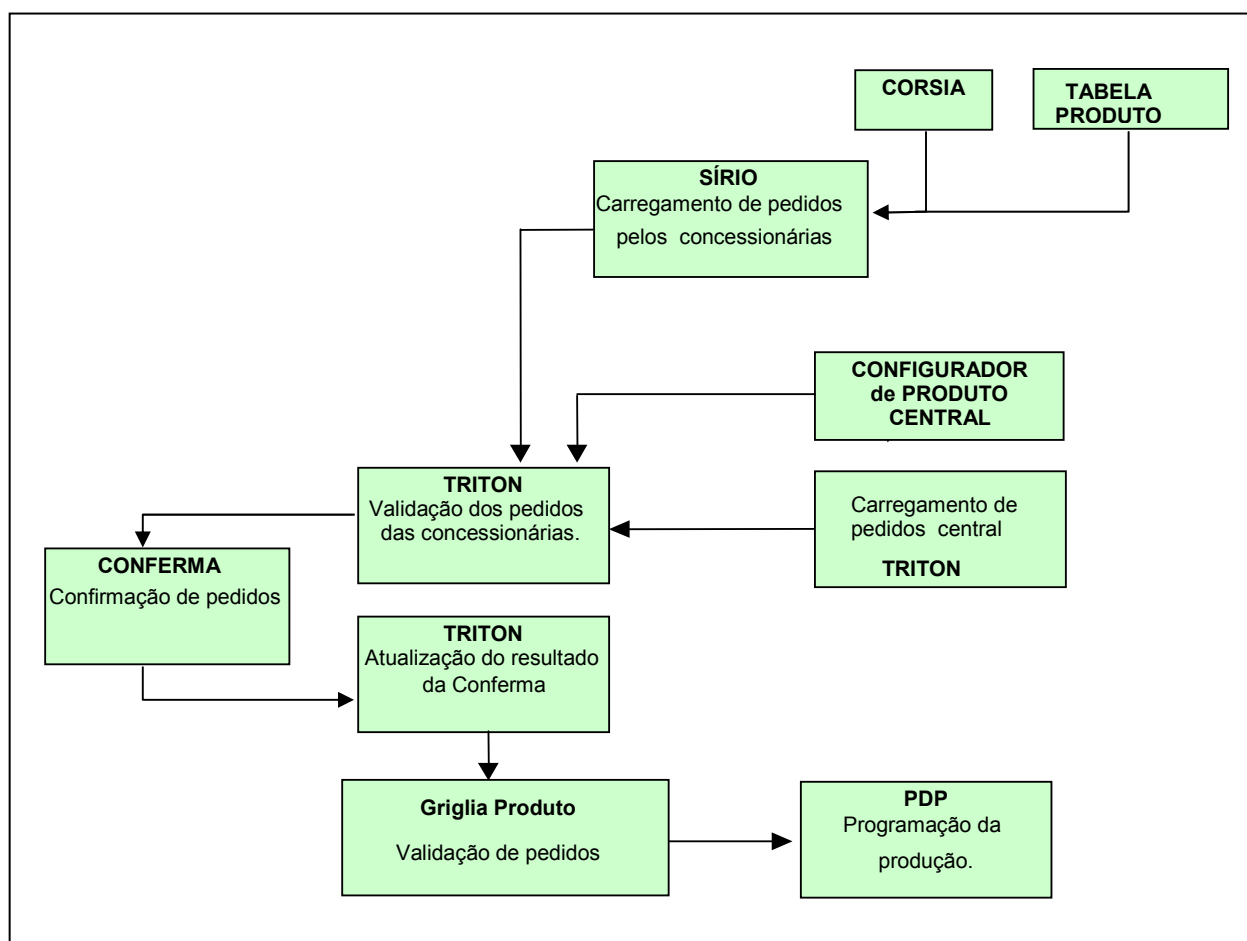 CORSIA
TABELA
PRODUTO
SÍRIO
Carregamento de pedidos
pelos concessionárias
CONFIGURADOR
de PRODUTO
CENTRAL
TRITON
Validação dos pedidos
das concessionárias.
Carregamento de
pedidos central
TRITON
CONFERMA
Confirmação de pedidos
TRITON
Atualização do resultado
da Conferma
Griglia Produto
Validação de pedidos
PDP
Programação da
produção.